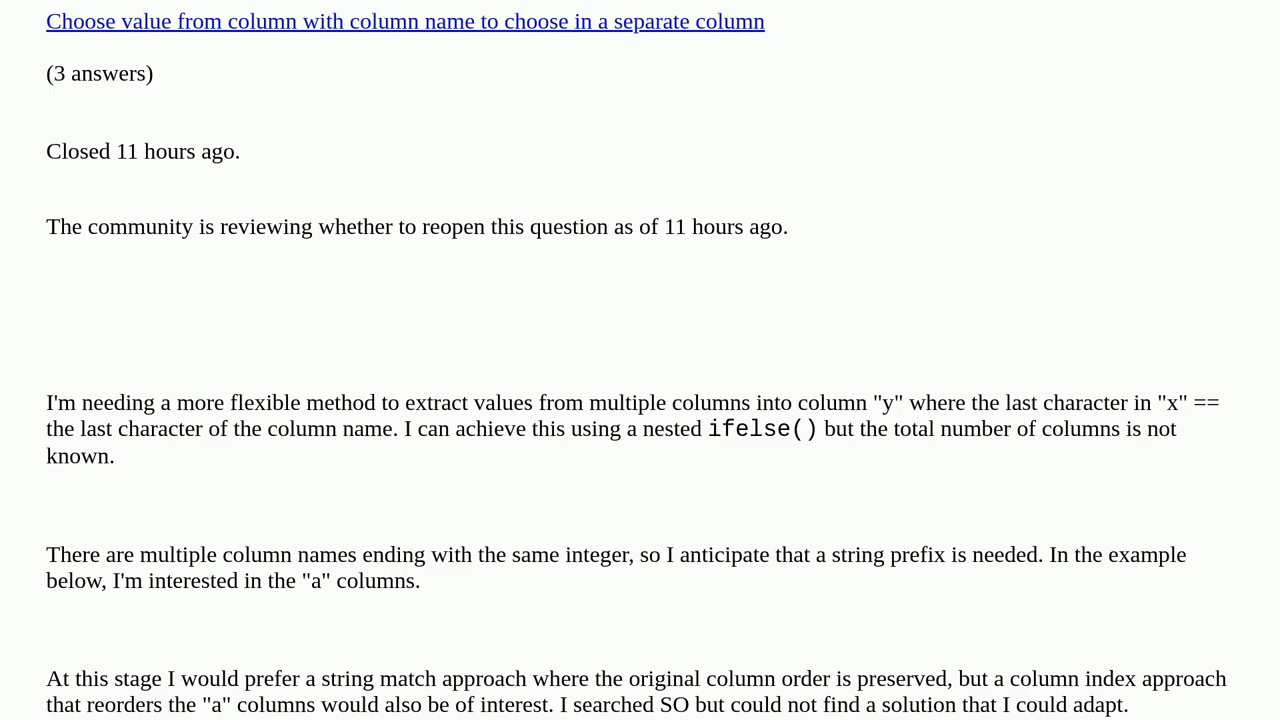 Choose value from column with column name to choose in a separate column
(3 answers)
Closed 11 hours ago.
The community is reviewing whether to reopen this question as of 11 hours ago.
I'm needing a more flexible method to extract values from multiple columns into column "y" where the last character in "x" ==
the last character of the column name. I can achieve this using a nested ifelse() but the total number of columns is not
known.
There are multiple column names ending with the same integer, so I anticipate that a string prefix is needed. In the example
below, I'm interested in the "a" columns.
At this stage I would prefer a string match approach where the original column order is preserved, but a column index approach
that reorders the "a" columns would also be of interest. I searched SO but could not find a solution that I could adapt.